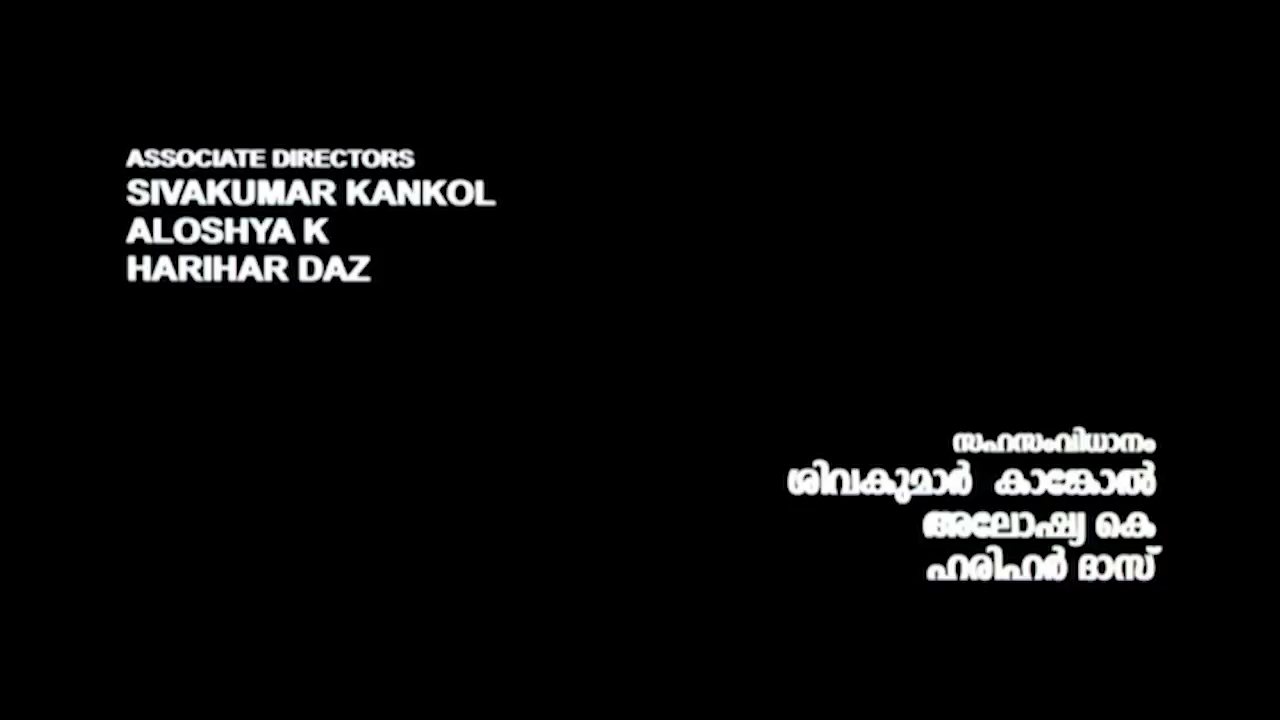 ASSOCIATE DIRECTORS
SIVAKUMAR KANKOL
ALOSHYA K
HARIHAR DAZ
സഹസംവിധാനം
ശിവകുമാർ കാങ്കോൽ
അലോഷ്യ കെ
ഹരിഹർ ദാസ്